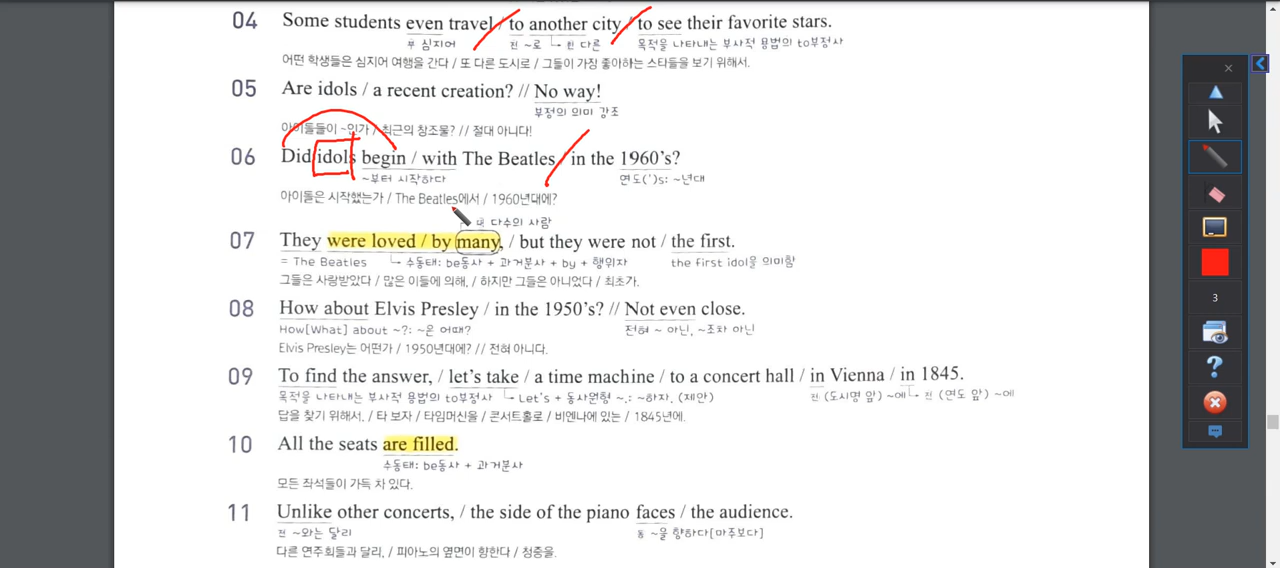 04 Some students even travel / to another city / to see their favorite stars.
부 심지어 전 ~로 형 다른 목적을 나타내는 부사적 용법의 to부정사
어떤 학생들은 심지어 여행을 간다 / 또 다른 도시로 / 그들이 가장 좋아하는 스타들을 보기 위해서.
05 Are idols / a recent creation? // No way!
부정의 의미 강조
아이돌들이 ~인가 / 최근의 창조물? // 절대 아니다!
06 Did idols begin / with The Beatles / in the 1960's?
~부터 시작하다 연도(')s: ~년대
아이돌은 시작했는가 / The Beatles에서 / 1960년대에?
다수의 사람
07 They were loved / by many, / but they were not / the first.
= The Beatles 수동태: be동사 + 과거분사 + by + 행위자 the first idol을 의미함
그들은 사랑받았다 / 많은 이들에 의해, / 하지만 그들은 아니었다 / 최초가.
08 How about Elvis Presley / in the 1950's? // Not even close.
How[What] about ~?: ~은 어때? 전혀 ~ 아닌, ~조차 아닌
Elvis Presley는 어떤가 / 1950년대에? // 전혀 아니다.
09 To find the answer, / let's take / a time machine / to a concert hall / in Vienna / in 1845.
목적을 나타내는 부사적 용법의 to부정사 Let's + 동사원형 ~.: ~하자. (제안) 전 (도시명 앞) ~에 전 (연도 앞) ~에
답을 찾기 위해서, / 타 보자 / 타임머신을 / 콘서트홀로 / 비엔나에 있는 / 1845년에.
10 All the seats are filled.
수동태: be동사 + 과거분사
모든 좌석들이 가득 차 있다.
11 Unlike other concerts, / the side of the piano faces / the audience.
전 ~와는 달리 동 ~을 향하다[마주보다]
다른 연주회들과 달리, / 피아노의 옆면이 향한다 / 청중을.
3